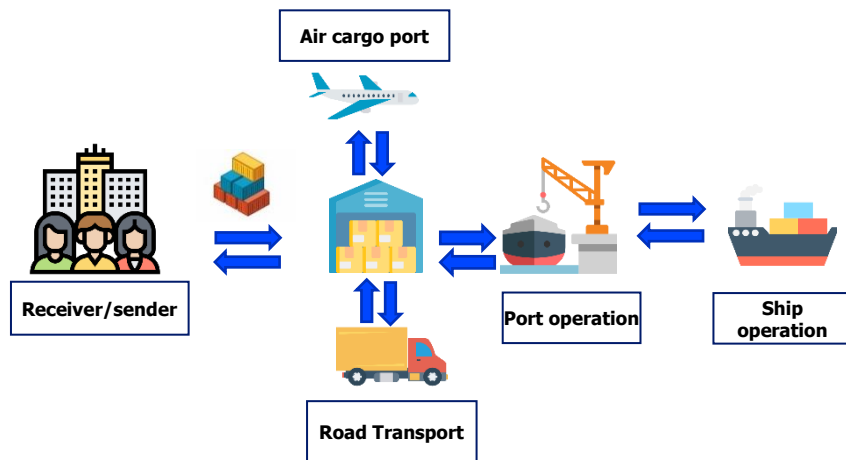 Air cargo port
Receiver/sender
Port operation
Ship
operation
Road Transport